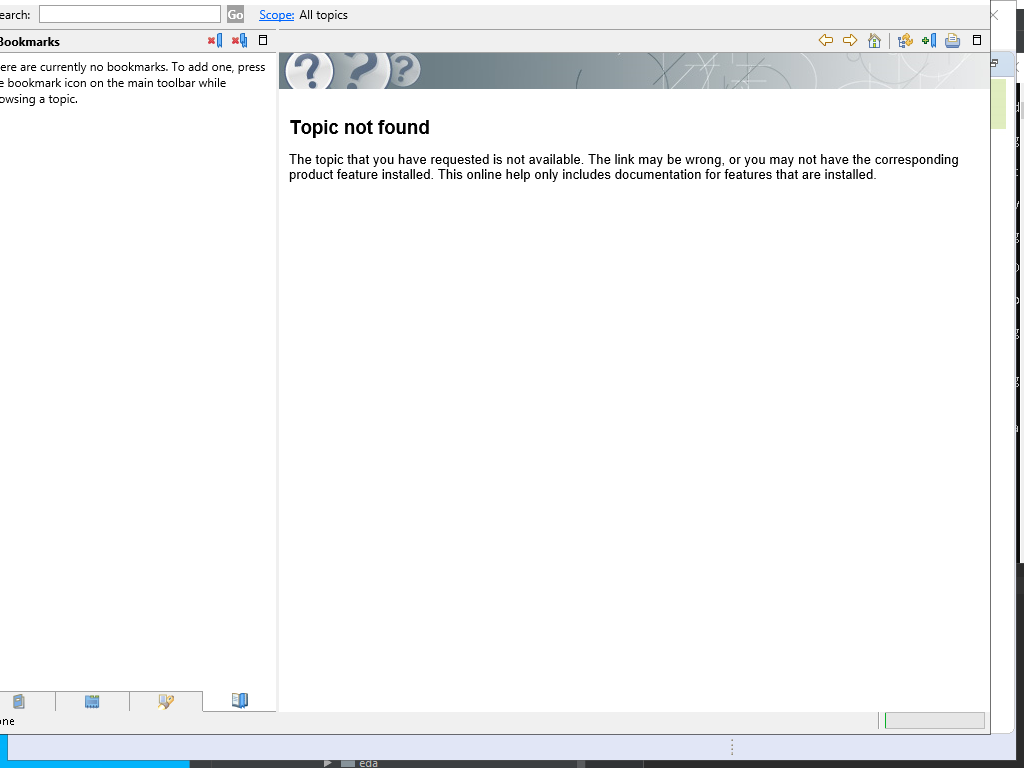 earch: Go Scope: All topics
Bookmarks
ere are currently no bookmarks. To add one, press
e bookmark icon on the main toolbar while
owsing a topic.
Topic not found
The topic that you have requested is not available. The link may be wrong, or you may not have the corresponding
product feature installed. This online help only includes documentation for features that are installed.
one
eda